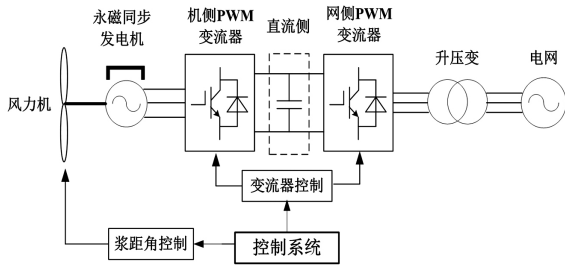 永磁同步
发电机
机侧PWM
变流器
直流侧
网侧PWM
变流器
升压变
电网
风力机
变流器控制
浆距角控制
控制系统